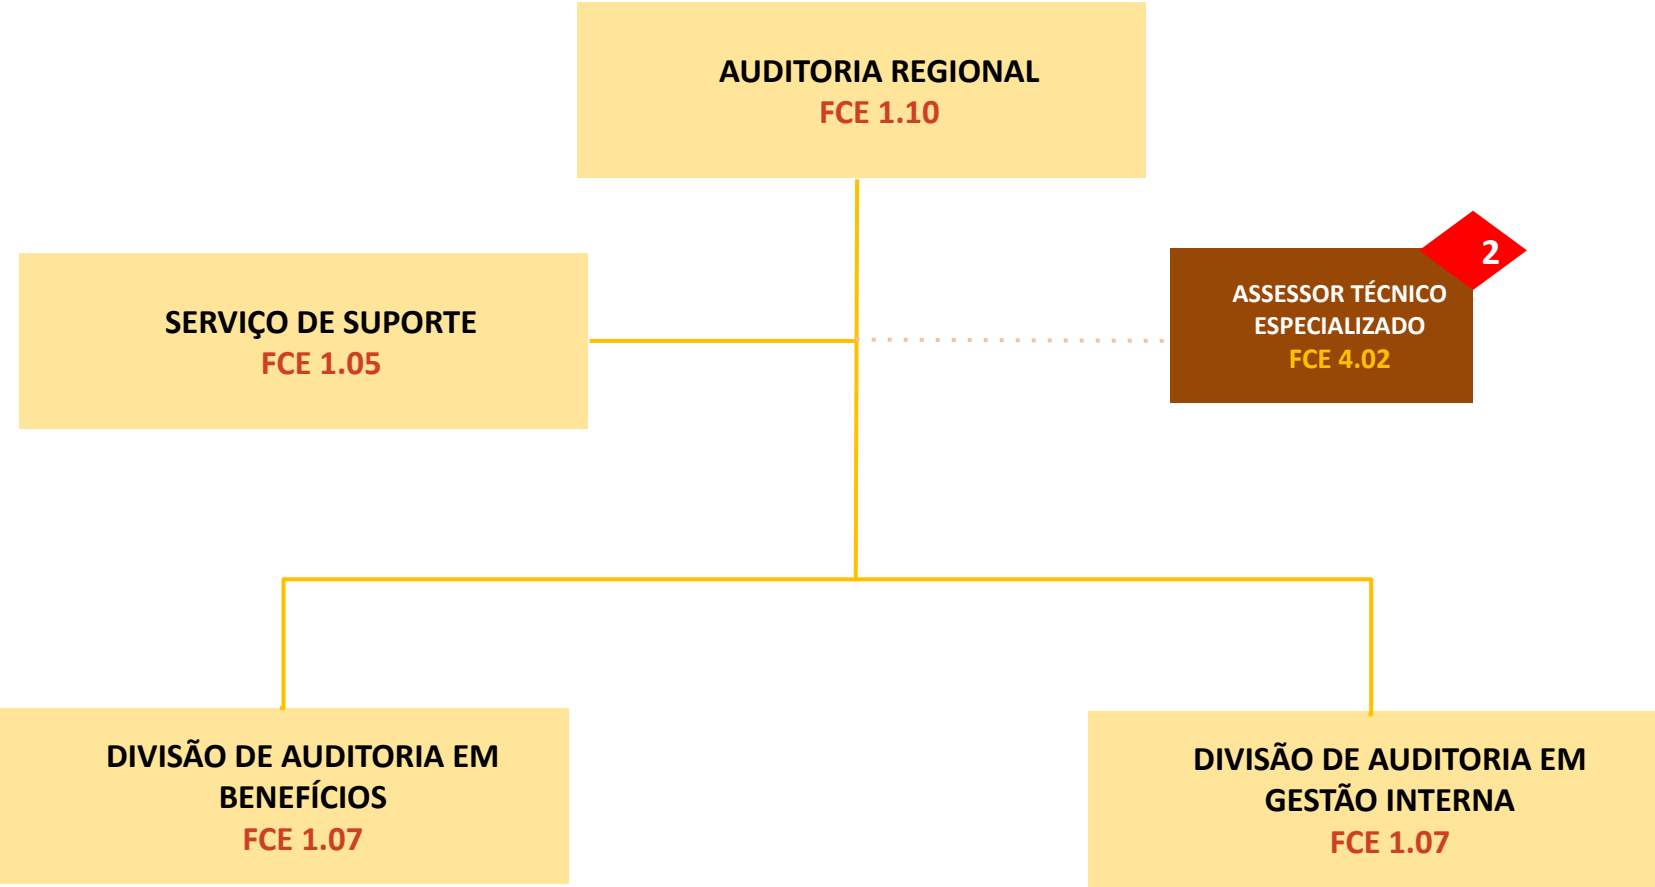 AUDITORIA REGIONAL
FCE 1.10
SERVIÇO DE SUPORTE
FCE 1.05
2
ASSESSOR TÉCNICO
ESPECIALIZADO
FCE 4.02
DIVISÃO DE AUDITORIA EM
BENEFÍCIOS
FCE 1.07
DIVISÃO DE AUDITORIA EM
GESTÃO INTERNA
FCE 1.07